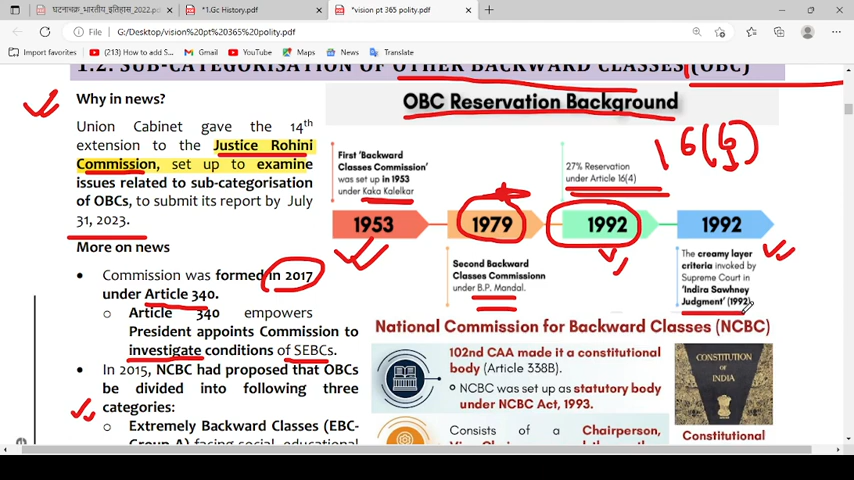 घटनाचक्र_भारतीय_इतिहास_2022.pdf
*1.Gc History.pdf
*vision pt 365 polity.pdf
File
G:/Desktop/vision%20pt%20365%20polity.pdf
Import favorites
(213) How to add S...
Gmail
YouTube
Maps
News
Translate
1.2. SUB-CATEGORISATION OF OTHER BACKWARD CLASSES (OBC)
Why in news?
Union Cabinet gave the 14th
extension to the Justice Rohini
Commission, set up to examine
issues related to sub-categorisation
of OBCs, to submit its report by July
31, 2023.
More on news
• Commission was formed in 2017
under Article 340.
o Article 340 empowers
President appoints Commission to
investigate conditions of SEBCs.
• In 2015, NCBC had proposed that OBCs
be divided into following three
categories:
o Extremely Backward Classes (EBC-
Group A) facing social, educational
OBC Reservation Background
First 'Backward
Classes Commission'
was set up in 1953
under Kaka Kalelkar
27% Reservation
under Article 16(4)
1953
1979
1992
1992
Second Backward
Classes Commissionn
under B.P. Mandal.
The creamy layer
criteria invoked by
Supreme Court in
'Indira Sawhney
Judgment' (1992)
National Commission for Backward Classes (NCBC)
102nd CAA made it a constitutional
body (Article 338B).
o NCBC was set up as statutory body
under NCBC Act, 1993.
CONSTITUTION
OF
INDIA
Consists of a Chairperson,
Constitutional